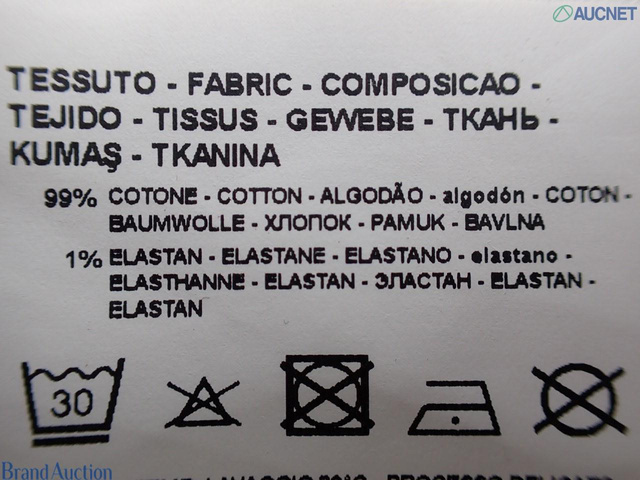 AUCNET
TESSUTO - FABRIC - COMPOSICAO -
TEJIDO - TISSUS - GEWEBE - ТКАНЬ -
KUMAŞ - TKANINA
99% COTONE - COTTON - ALGODÃO - algodón - COTON -
BAUMWOLLE - ХЛОПОК - PAMUK - BAVLNA
1% ELASTAN - ELASTANE - ELASTANO - elastano -
ELASTHANNE - ELASTAN - ЭЛАСТАН - ELASTAN -
ELASTAN
30
BrandAuction